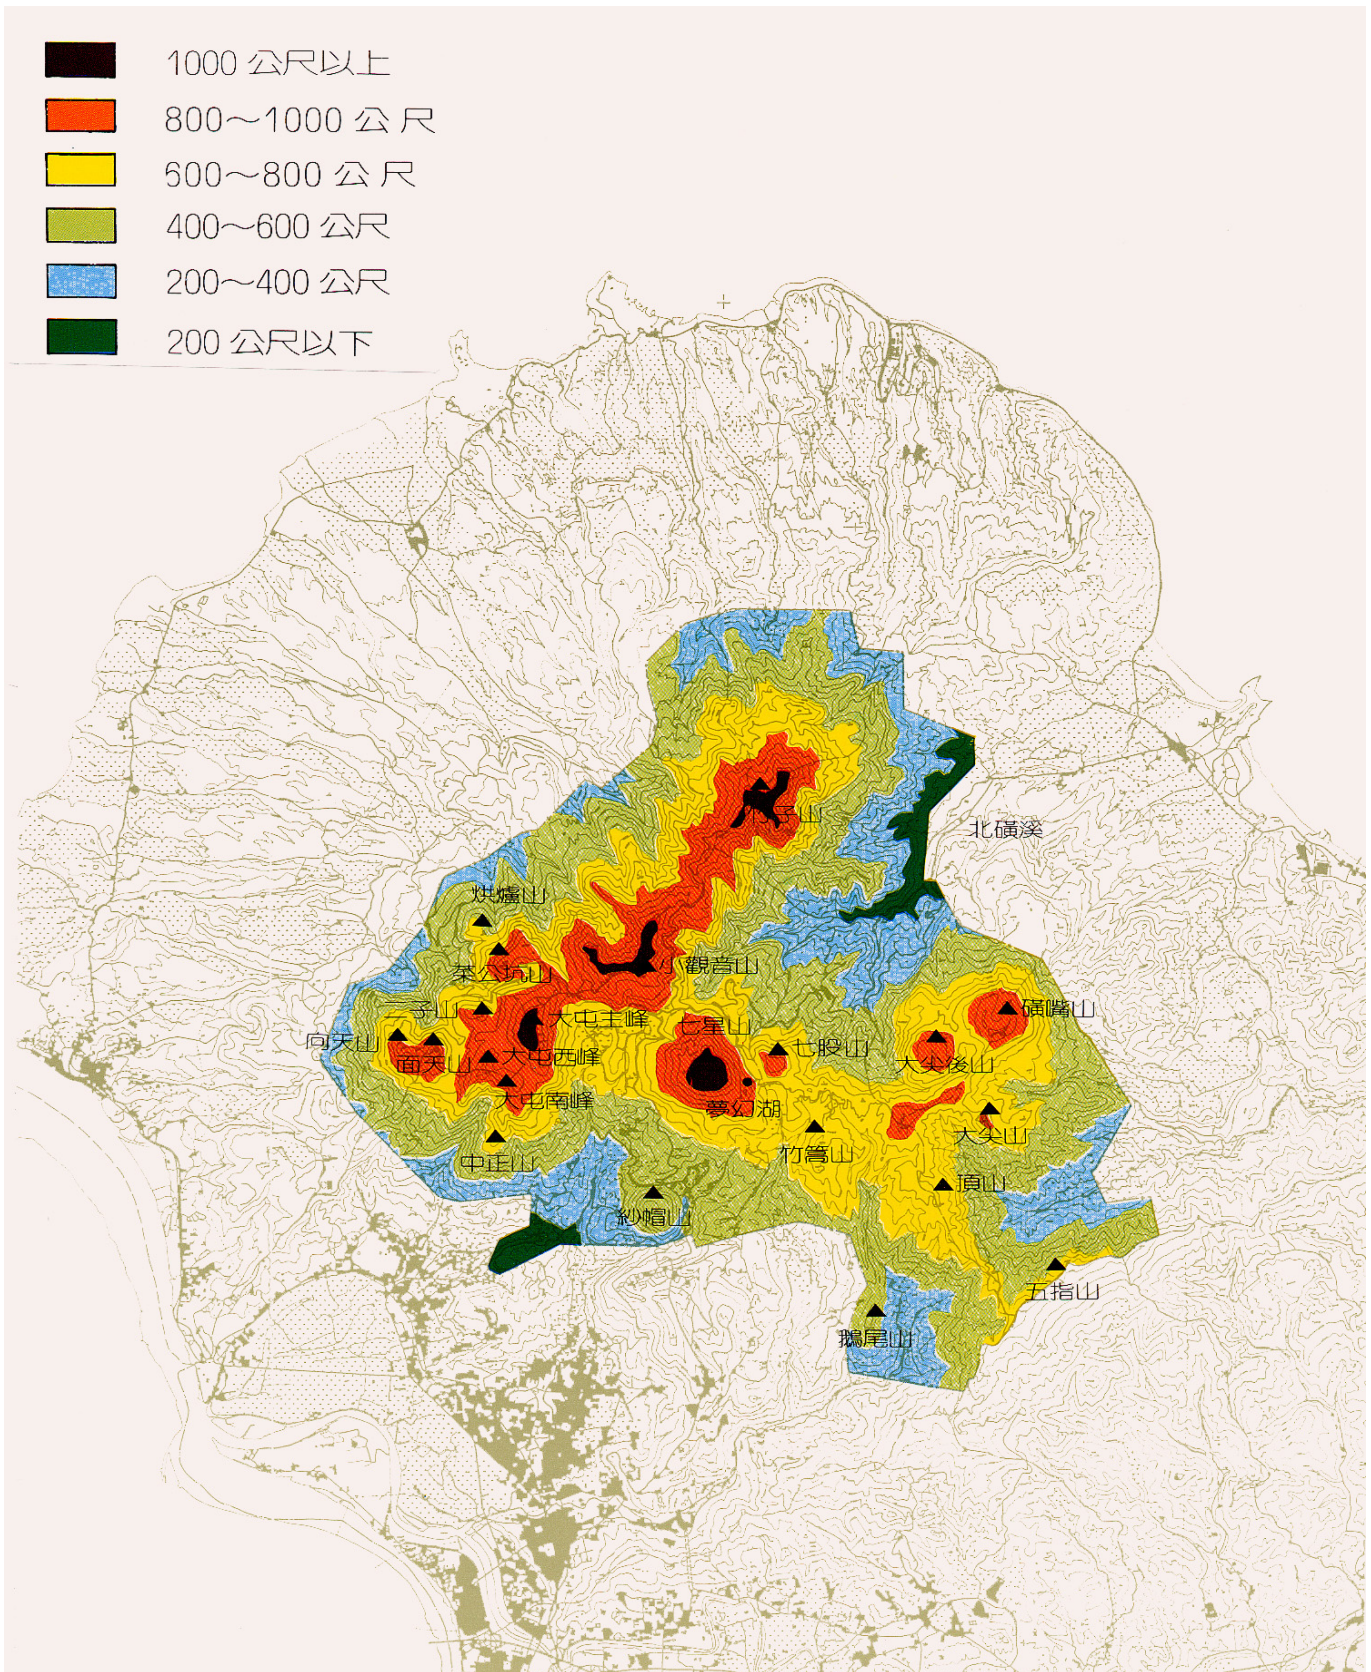 1000 公尺以上
800～1000 公尺
600～800 公尺
400～600 公尺
200～400 公尺
200 公尺以下
子山
北磺溪
烘爐山
菜公坑山
小觀音山
二子山
大屯主峰
七星山
磺嘴山
向天山
面天山
大屯西峰
七股山
大尖後山
大屯南峰
夢幻湖
大尖山
中正山
竹篙山
頂山
紗帽山
五指山
鵝尾山